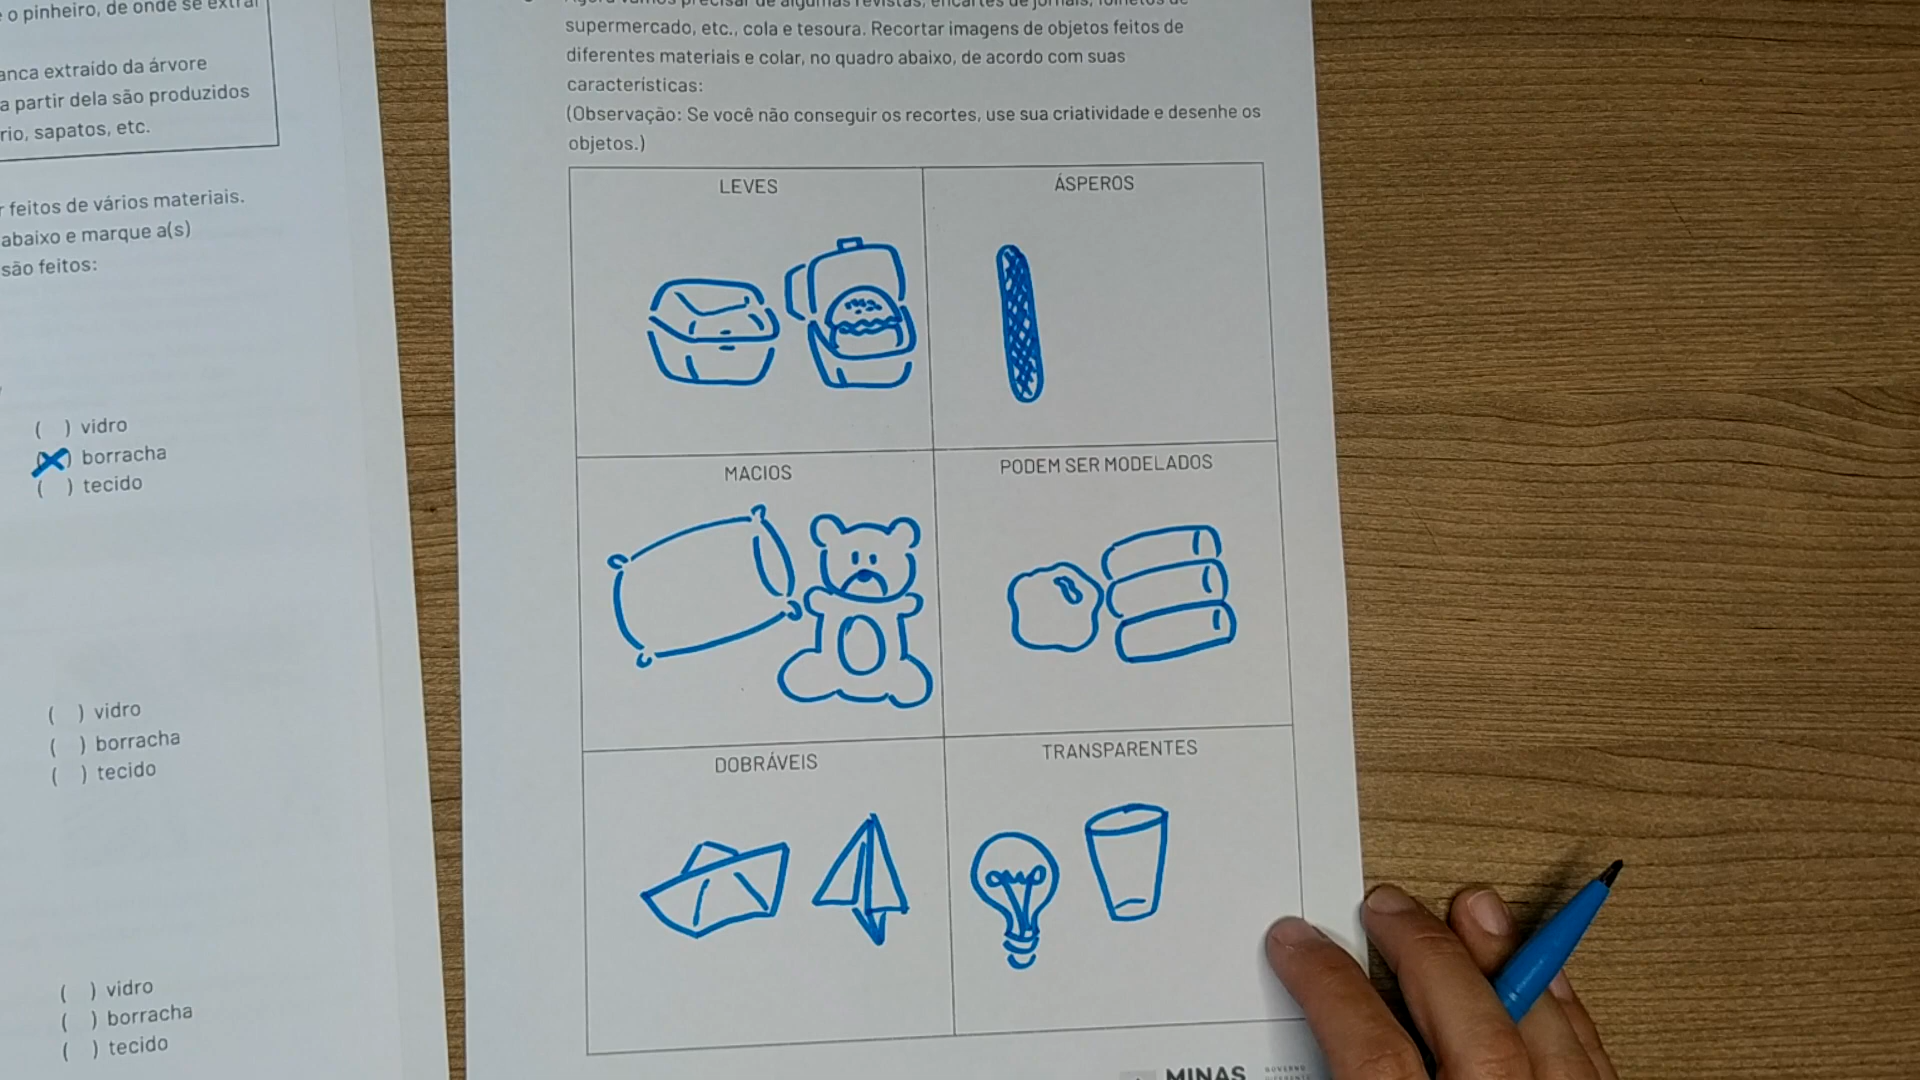 o pinheiro, de onde se extrai
anca extraído da árvore
a partir dela são produzidos
rio, sapatos, etc.
r feitos de vários materiais.
abaixo e marque a(s)
são feitos:
( ) vidro
(X) borracha
( ) tecido
( ) vidro
( ) borracha
( ) tecido
( ) vidro
( ) borracha
( ) tecido
supermercado, etc., cola e tesoura. Recortar imagens de objetos feitos de
diferentes materiais e colar, no quadro abaixo, de acordo com suas
características:
(Observação: Se você não conseguir os recortes, use sua criatividade e desenhe os
objetos.)
LEVES
ÁSPEROS
MACIOS
PODEM SER MODELADOS
DOBRÁVEIS
TRANSPARENTES
MINAS